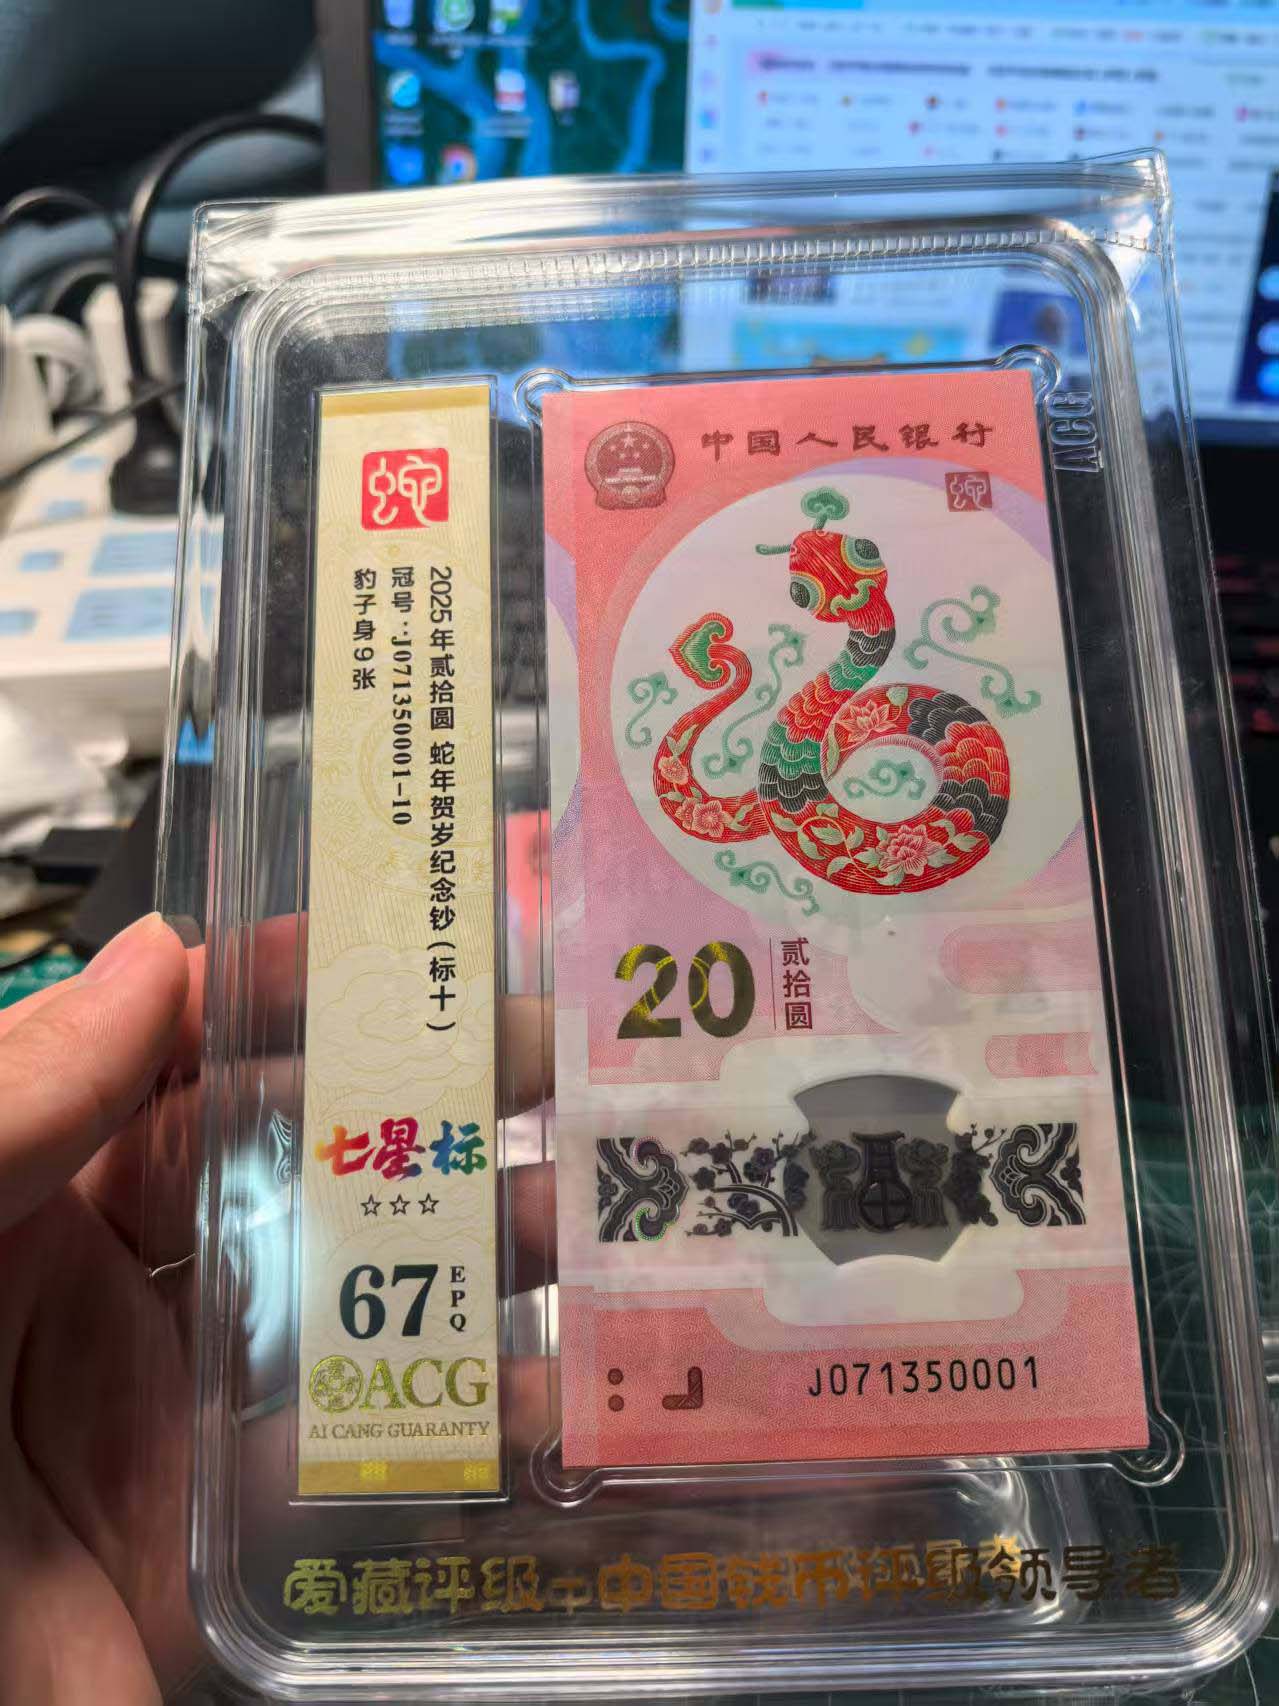 蛇
2025年贰拾圆 蛇年贺岁纪念钞(标十)
冠号:J071350001-10
豹子身9张
七星标
☆☆☆
67 EPQ
ACG
AI CANG GUARANTY
中国人民银行
蛇
20 贰拾圆
J071350001
ACG
爱藏评级-中国钱币评级领导者